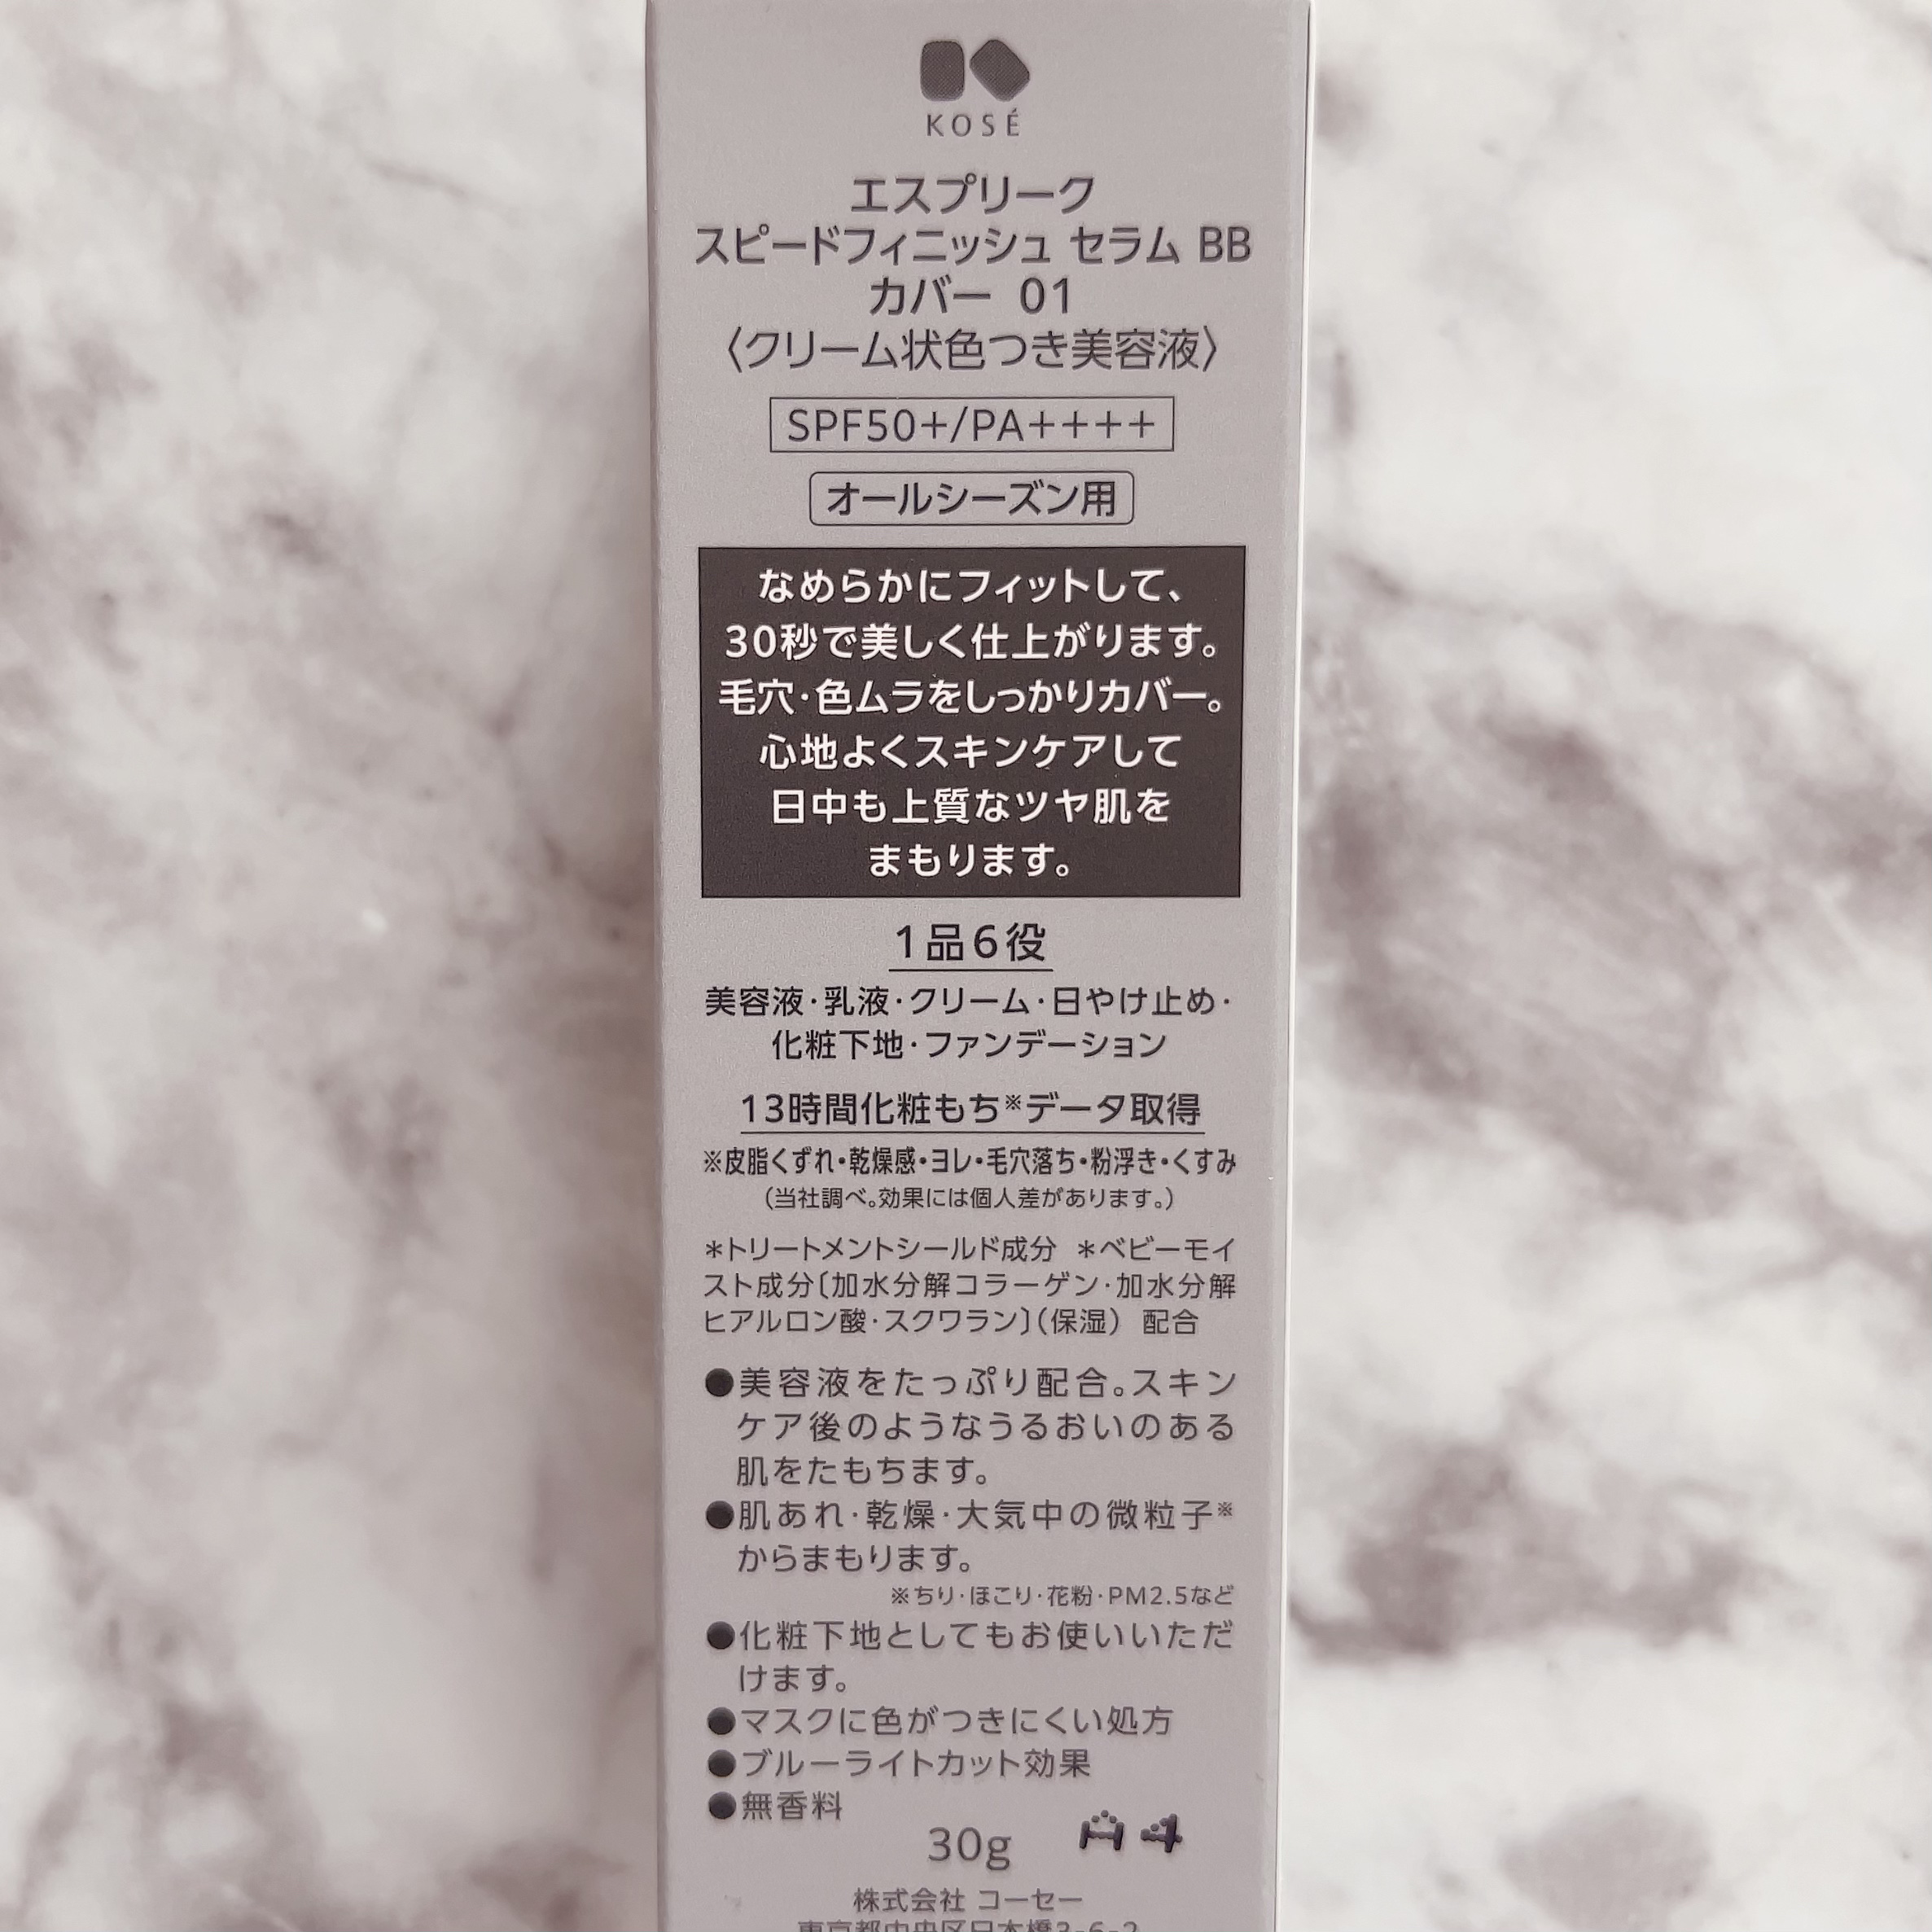 KOSÉ
エスプリーク
スピードフィニッシュ セラム BB
カバー 01
〈クリーム状色つき美容液〉
SPF50+/PA++++
オールシーズン用
なめらかにフィットして、
30秒で美しく仕上がります。
毛穴・色ムラをしっかりカバー。
心地よくスキンケアして
日中も上質なツヤ肌を
まもります。
1品6役
美容液・乳液・クリーム・日やけ止め・
化粧下地・ファンデーション
13時間化粧もち※データ取得
※皮脂くずれ・乾燥感・ヨレ・毛穴落ち・粉浮き・くすみ
（当社調べ。効果には個人差があります。）
＊トリートメントシールド成分 ＊ベビーモイ
スト成分〔加水分解コラーゲン・加水分解
ヒアルロン酸・スクワラン〕（保湿） 配合
●美容液をたっぷり配合。スキン
ケア後のようなうるおいのある
肌をたもちます。
●肌あれ・乾燥・大気中の微粒子※
からまもります。
※ちり・ほこり・花粉・PM2.5など
●化粧下地としてもお使いいただ
けます。
●マスクに色がつきにくい処方
●ブルーライトカット効果
●無香料
30g
株式会社 コーセー
東京都中央区日本橋3-6-2